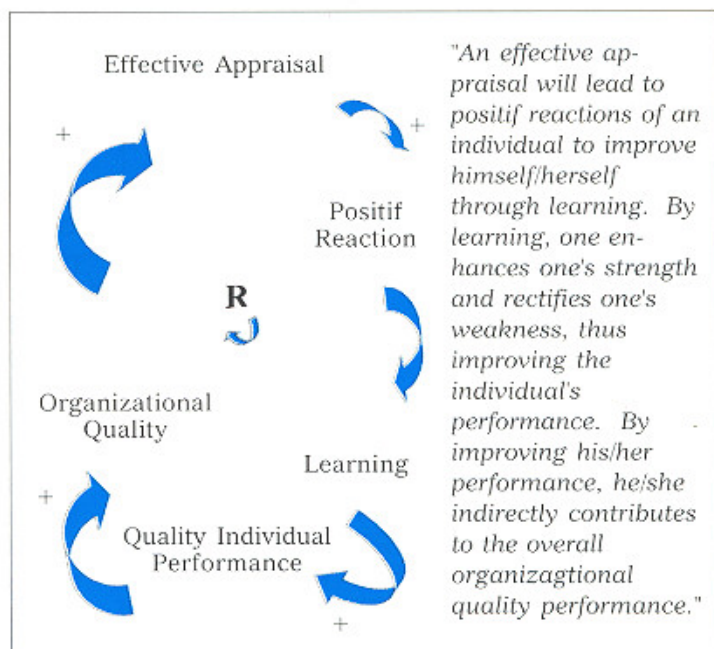 Effective Appraisal
+
+
Positif
Reaction
R
Organizational
Quality
Learning
+
Quality Individual
Performance
+
"An effective ap-
praisal will lead to
positif reactions of an
individual to improve
himself/herself
through learning. By
learning, one en-
hances one's strength
and rectifies one's
weakness, thus
improving the
individual's
performance. By
improving his/her
performance, he/she
indirectly contributes
to the overall
organizagtional
quality performance."